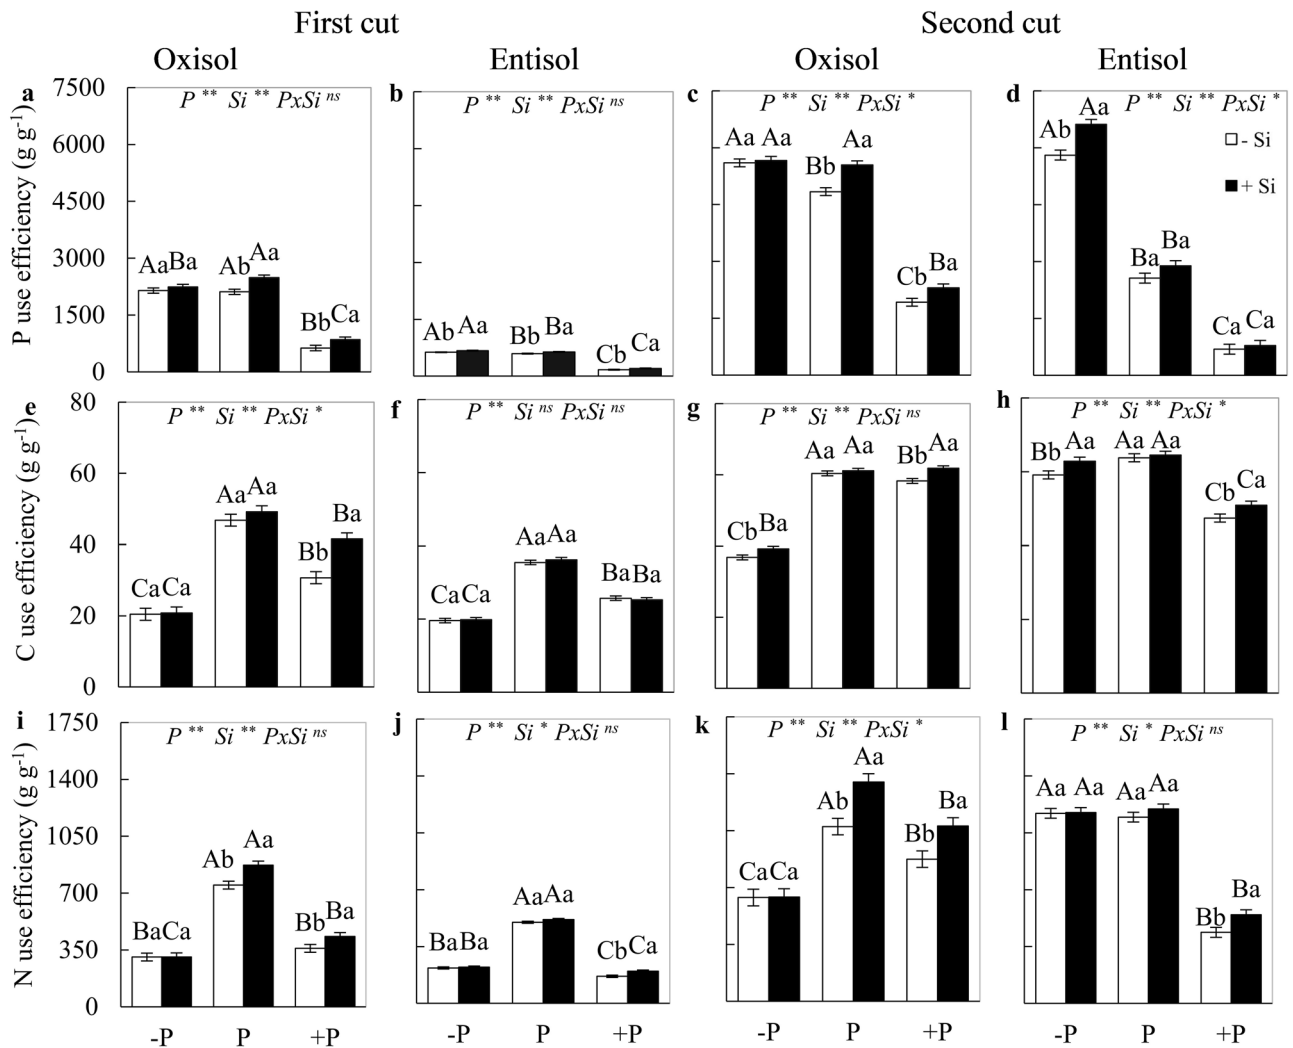 First cut Second cut
Oxisol Entisol Oxisol Entisol
P use efficiency (g g-1)
7500
6000
4500
3000
1500
0
a
P ** Si ** PxSi ns
Aa Ba Ab Aa Bb Ca
b
P ** Si ** PxSi ns
Ab Aa Bb Ba Cb Ca
c
P ** Si ** PxSi *
Aa Aa Bb Aa Cb Ba
d
P ** Si ** PxSi *
Ab Aa Ba Ba Ca Ca
- Si
+ Si
C use efficiency (g g-1)
80
60
40
20
0
e
P ** Si ** PxSi *
Ca Ca Aa Aa Bb Ba
f
P ** Si ns PxSi ns
Ca Ca Aa Aa Ba Ba
g
P ** Si ** PxSi ns
Cb Ba Aa Aa Bb Aa
h
P ** Si ** PxSi *
Bb Aa Aa Aa Cb Ca
N use efficiency (g g-1)
1750
1400
1050
700
350
0
i
P ** Si ** PxSi ns
Ba Ca Ab Aa Bb Ba
j
P ** Si * PxSi ns
Ba Ba Aa Aa Cb Ca
k
P ** Si ** PxSi *
Ca Ca Ab Aa Bb Ba
l
P ** Si * PxSi ns
Aa Aa Aa Aa Bb Ba
-P P +P -P P +P -P P +P -P P +P